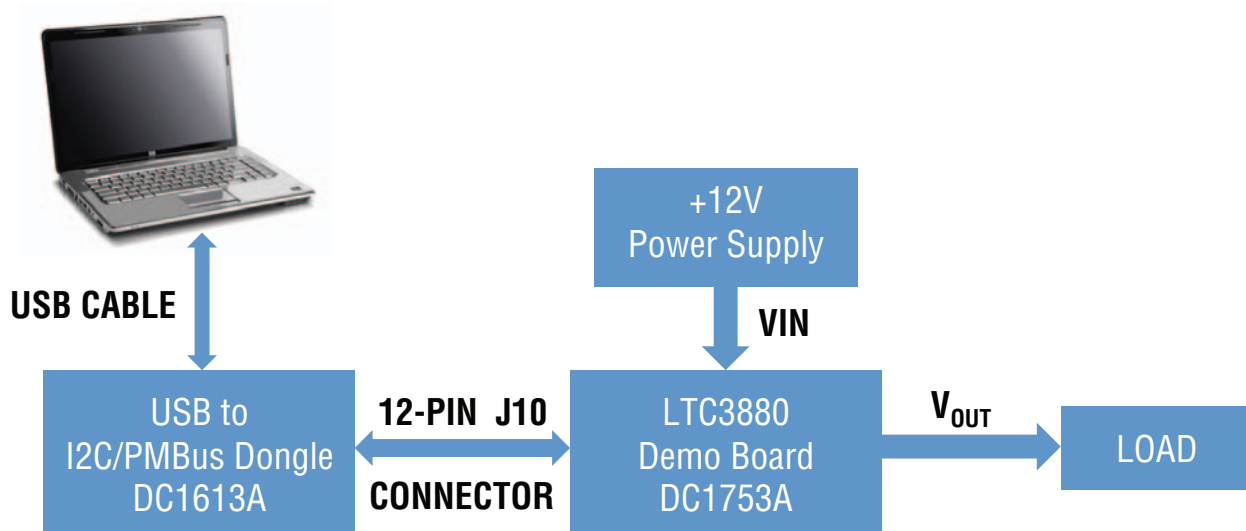 +12V
Power Supply
USB CABLE
VIN
USB to
I2C/PMBus Dongle
DC1613A
12-PIN J10
CONNECTOR
LTC3880
Demo Board
DC1753A
VOUT
LOAD